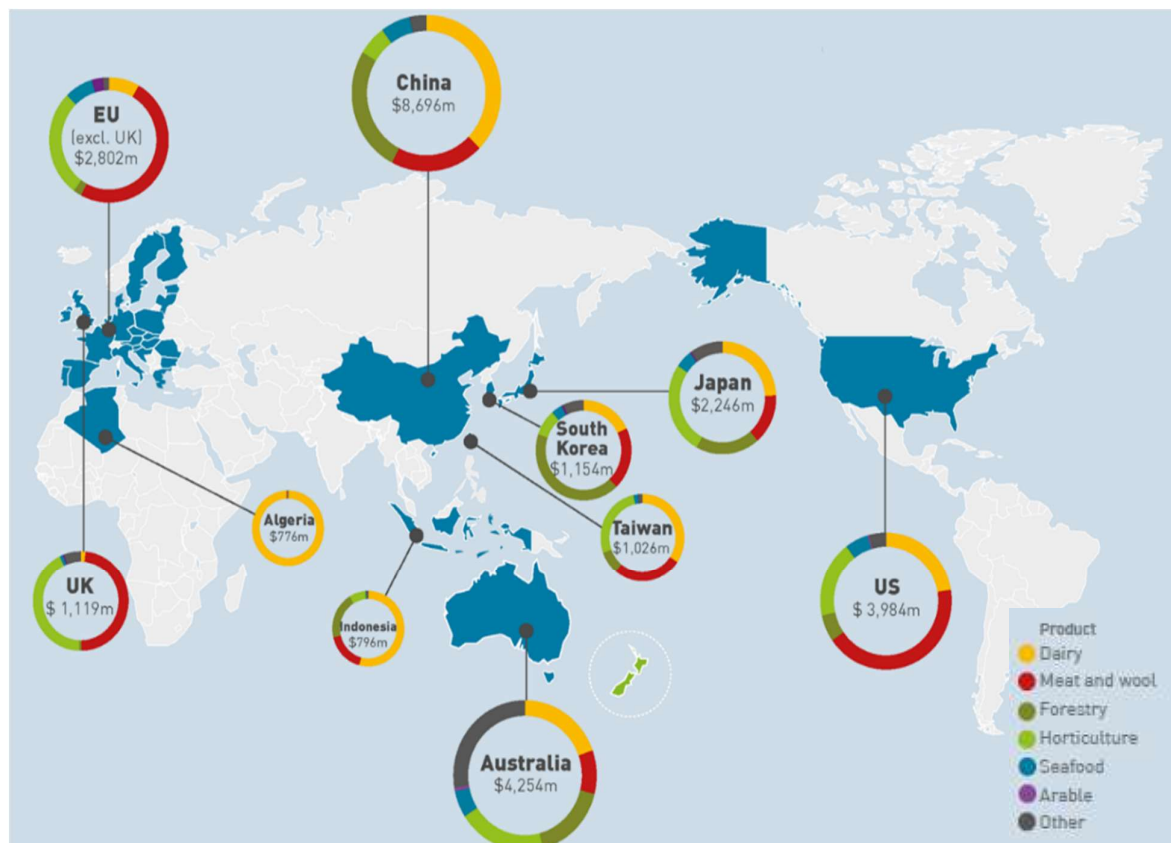 China
$8,696m
EU
(excl. UK)
$2,802m
Japan
$2,246m
South
Korea
$1,154m
Algeria
$776m
Taiwan
$1,026m
UK
$ 1,119m
Indonesia
$796m
US
$ 3,984m
Australia
$4,254m
Product
Dairy
Meat and wool
Forestry
Horticulture
Seafood
Arable
Other